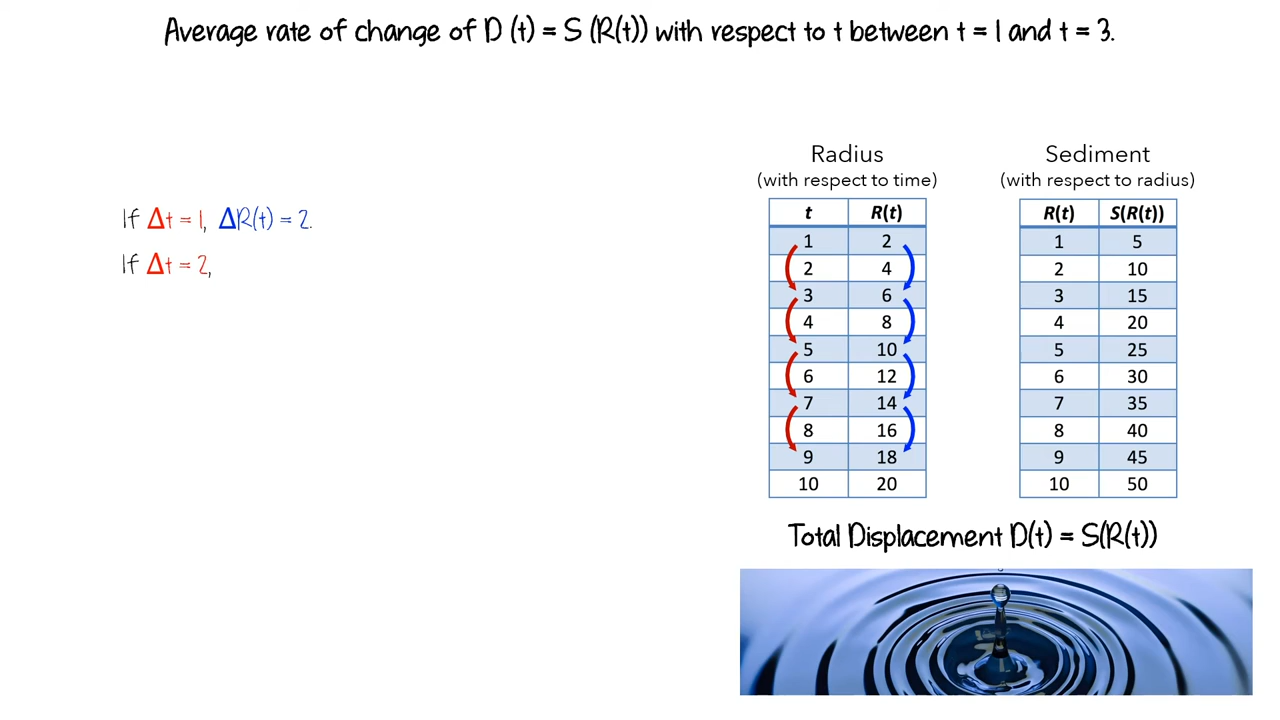 Average rate of change of D (t) = S (R(t)) with respect to t between t = 1 and t = 3.
If Δt = 1, ΔR(t) = 2.
If Δt = 2,
Radius
(with respect to time)
t R(t)
1 2
2 4
3 6
4 8
5 10
6 12
7 14
8 16
9 18
10 20
Sediment
(with respect to radius)
R(t) S(R(t))
1 5
2 10
3 15
4 20
5 25
6 30
7 35
8 40
9 45
10 50
Total Displacement D(t) = S(R(t))